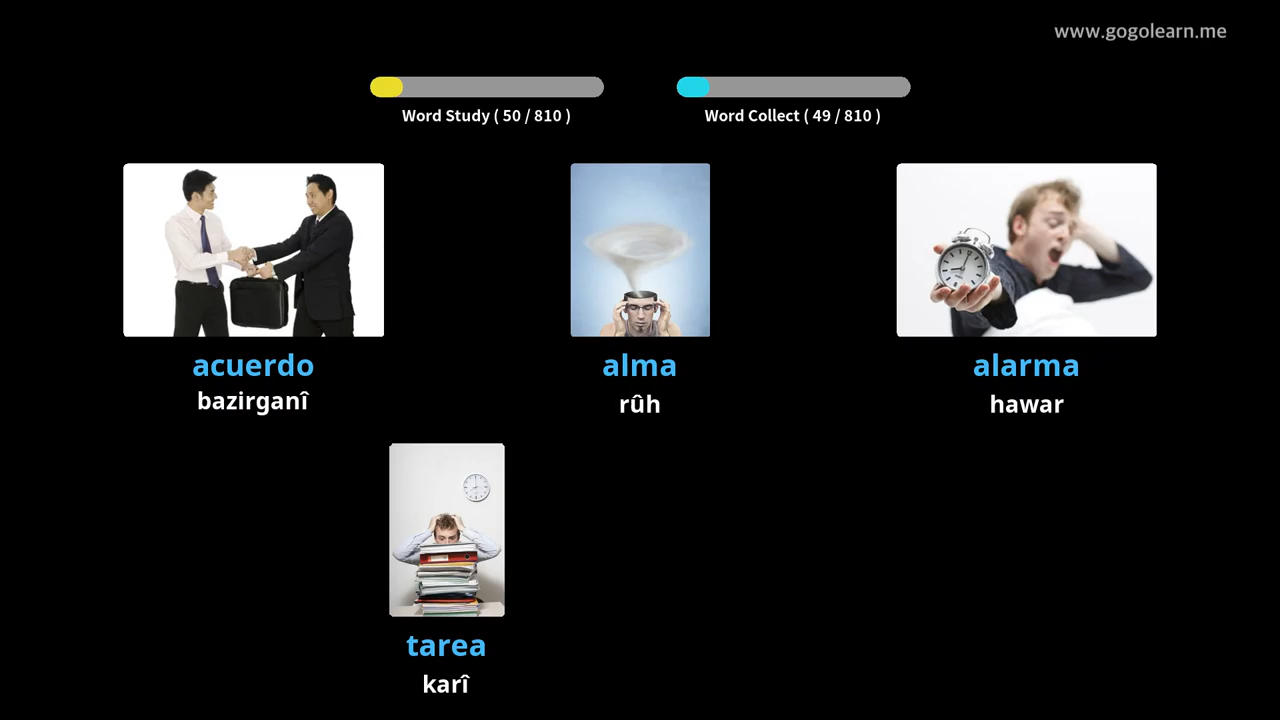 www.gogolearn.me
Word Study ( 50 / 810 )
Word Collect ( 49 / 810 )
acuerdo
bazirganî
alma
rûh
alarma
hawar
tarea
karî